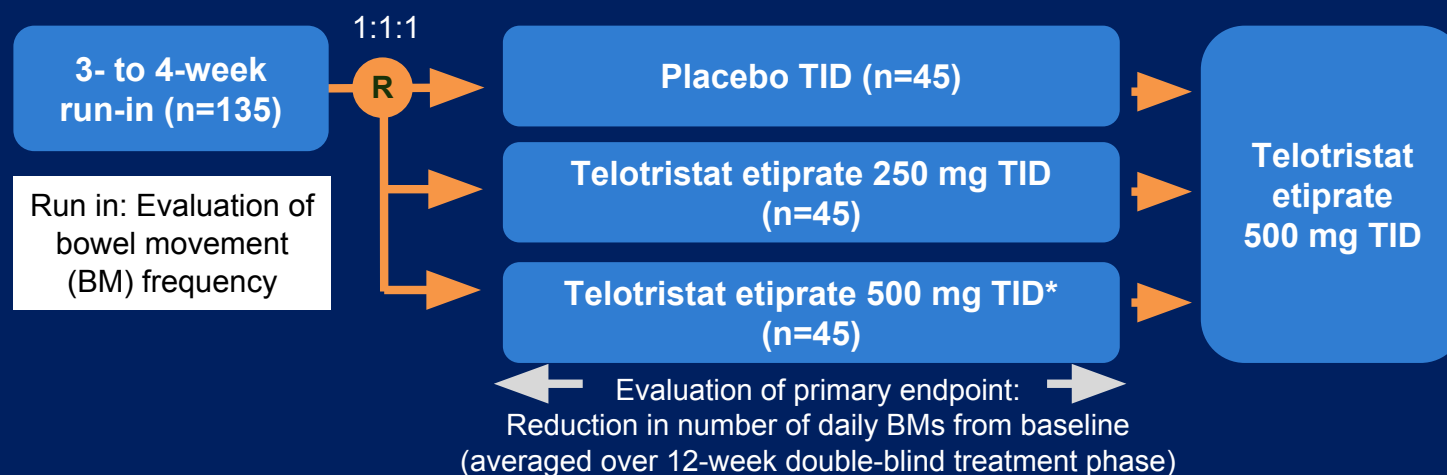 1:1:1
3- to 4-week
run-in (n=135)
R
Placebo TID (n=45)
Telotristat etiprate 250 mg TID
(n=45)
Telotristat etiprate 500 mg TID*
(n=45)
Telotristat
etiprate
500 mg TID
Run in: Evaluation of
bowel movement
(BM) frequency
Evaluation of primary endpoint:
Reduction in number of daily BMs from baseline
(averaged over 12-week double-blind treatment phase)